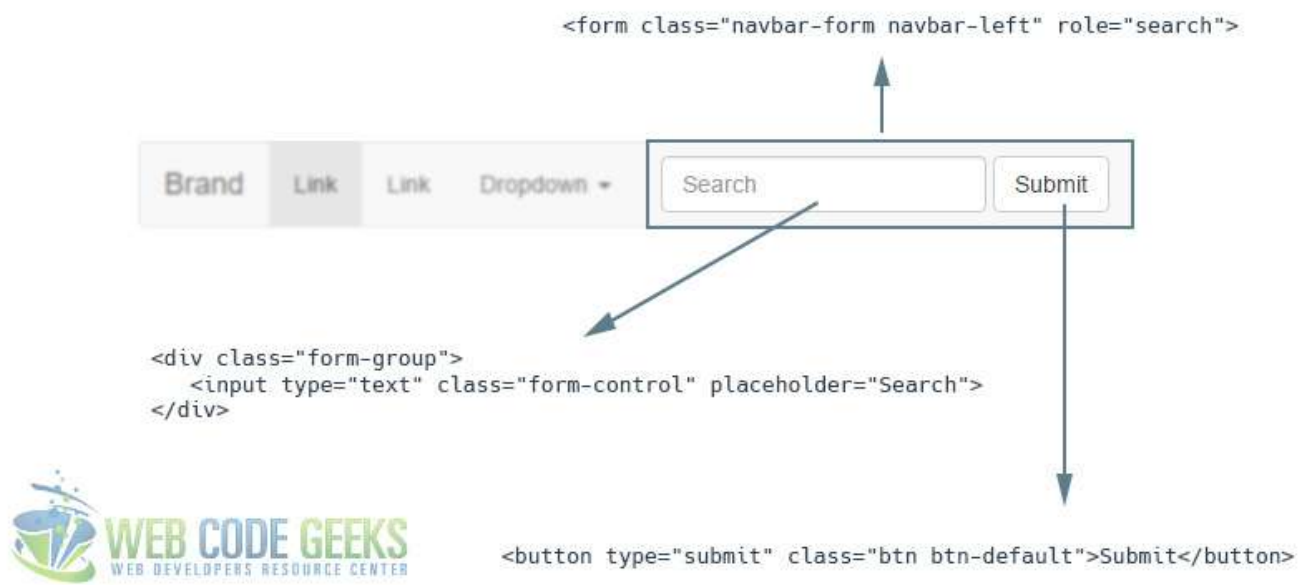 <form class="navbar-form navbar-left" role="search">
Brand Link Link Dropdown Search Submit
<div class="form-group">
<input type="text" class="form-control" placeholder="Search">
</div>
WEB CODE GEEKS
WEB DEVELOPERS RESOURCE CENTER
<button type="submit" class="btn btn-default">Submit</button>